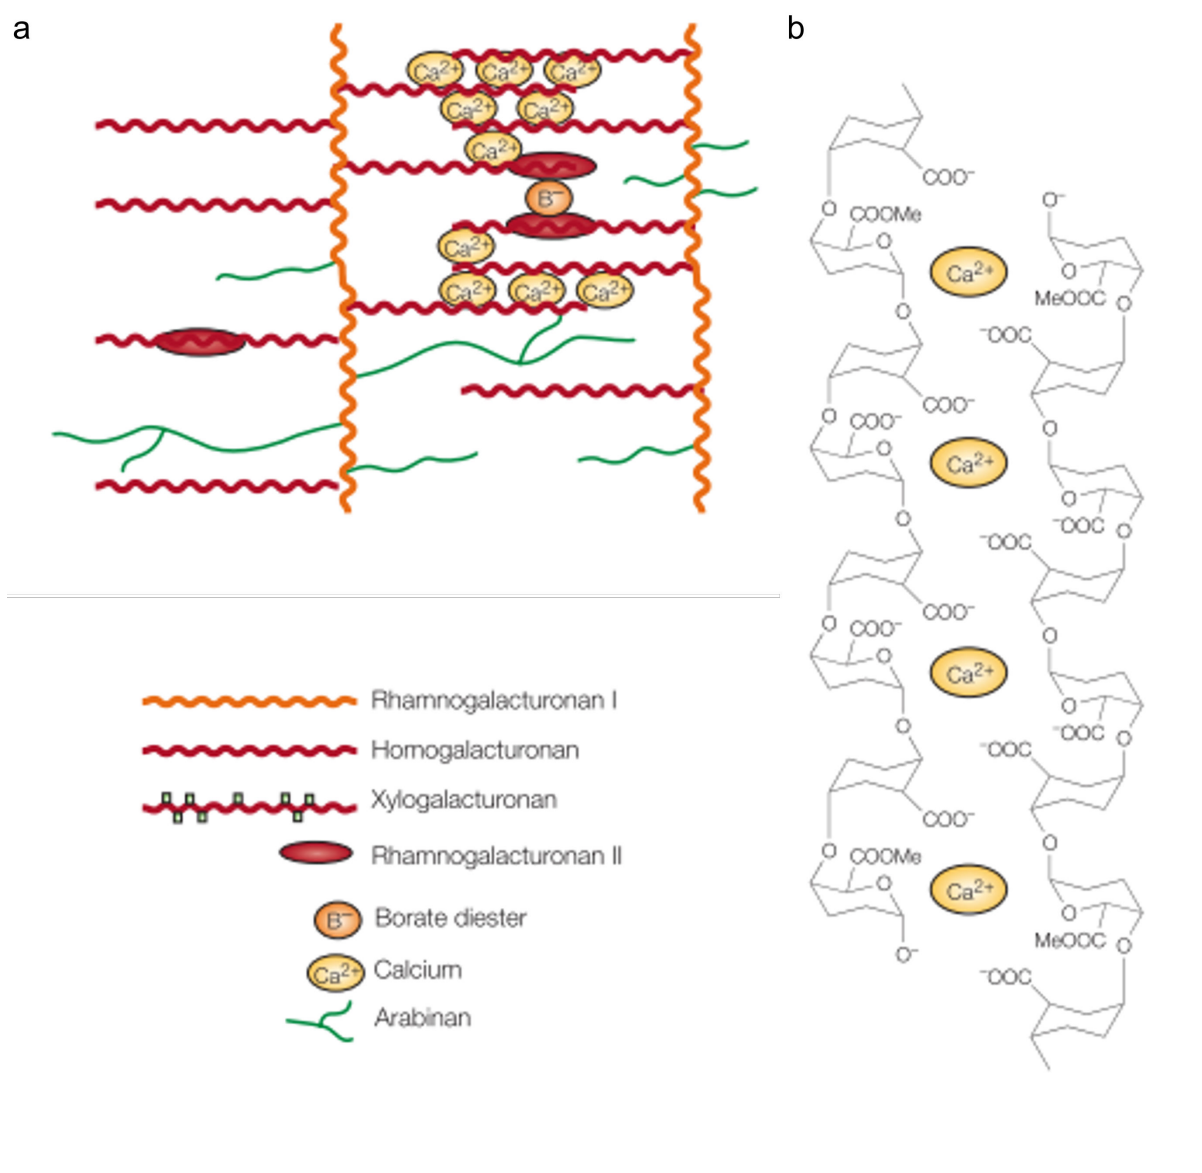 a
b
Ca²⁺ Ca²⁺ Ca²⁺
Ca²⁺ Ca²⁺
Ca²⁺
B⁻
Ca²⁺
Ca²⁺ Ca²⁺ Ca²⁺
Rhamnogalacturonan I
Homogalacturonan
Xylogalacturonan
Rhamnogalacturonan II
B⁻ Borate diester
Ca²⁺ Calcium
Arabinan
COO⁻
O⁻
O COOMe
O
Ca²⁺
O
MeOOC O
O
⁻OOC
COO⁻
O COO⁻
O
O
Ca²⁺
O
O
⁻OOC O
⁻OOC
COO⁻
O COO⁻
O
O
Ca²⁺
O
O
⁻OOC O
⁻OOC
COO⁻
O COOMe
O
O
Ca²⁺
O
MeOOC O
O⁻
⁻OOC